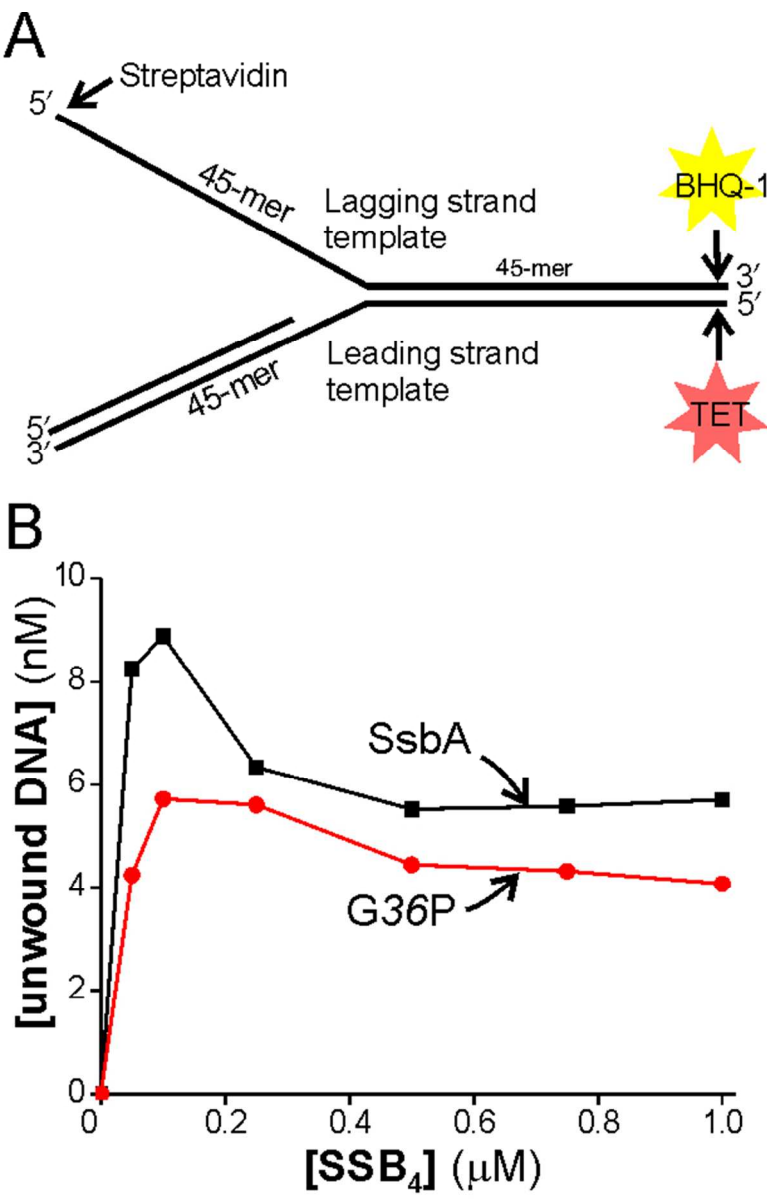 A
5′
Streptavidin
45-mer
Lagging strand
template
BHQ-1
45-mer
3′
5′
Leading strand
template
45-mer
TET
5′
3′
B
[unwound DNA] (nM)
10
8
6
4
2
0
SsbA
G36P
0 0.2 0.4 0.6 0.8 1.0
[SSB₄] (μM)